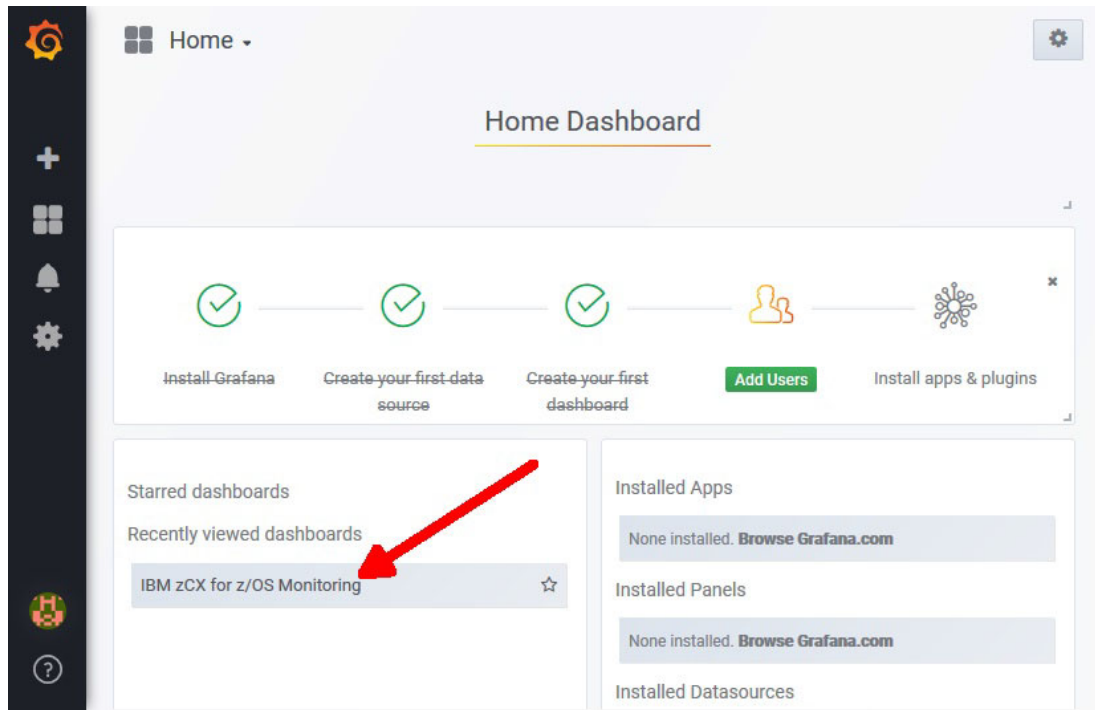 Home
Home Dashboard
Install Grafana
Create your first data
source
Create your first
dashboard
Add Users
Install apps & plugins
Starred dashboards
Recently viewed dashboards
IBM zCX for z/OS Monitoring
Installed Apps
None installed. Browse Grafana.com
Installed Panels
None installed. Browse Grafana.com
Installed Datasources